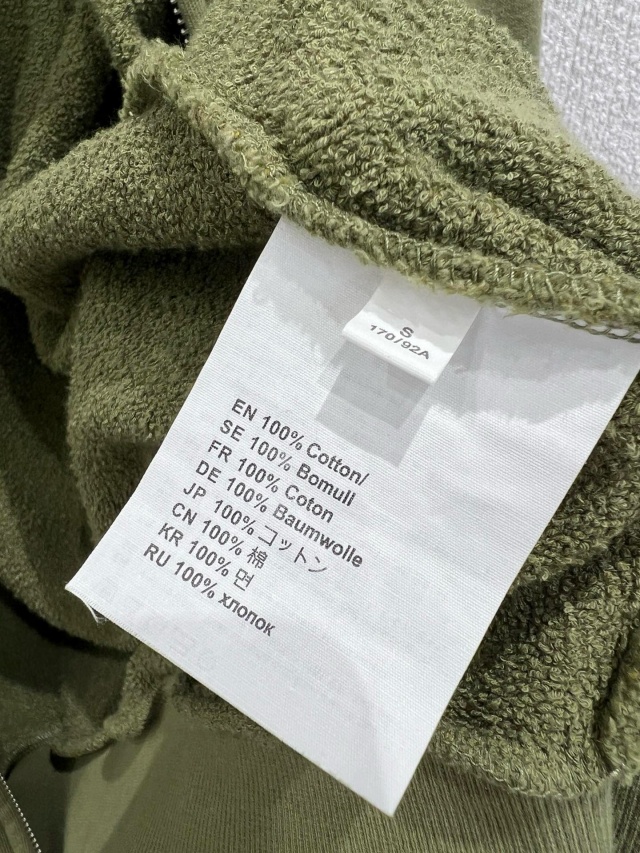 S
170/92A
EN 100% Cotton/
SE 100% Bomull
FR 100% Coton
DE 100% Baumwolle
JP 100% コットン
CN 100% 棉
KR 100% 면
RU 100% хлопок